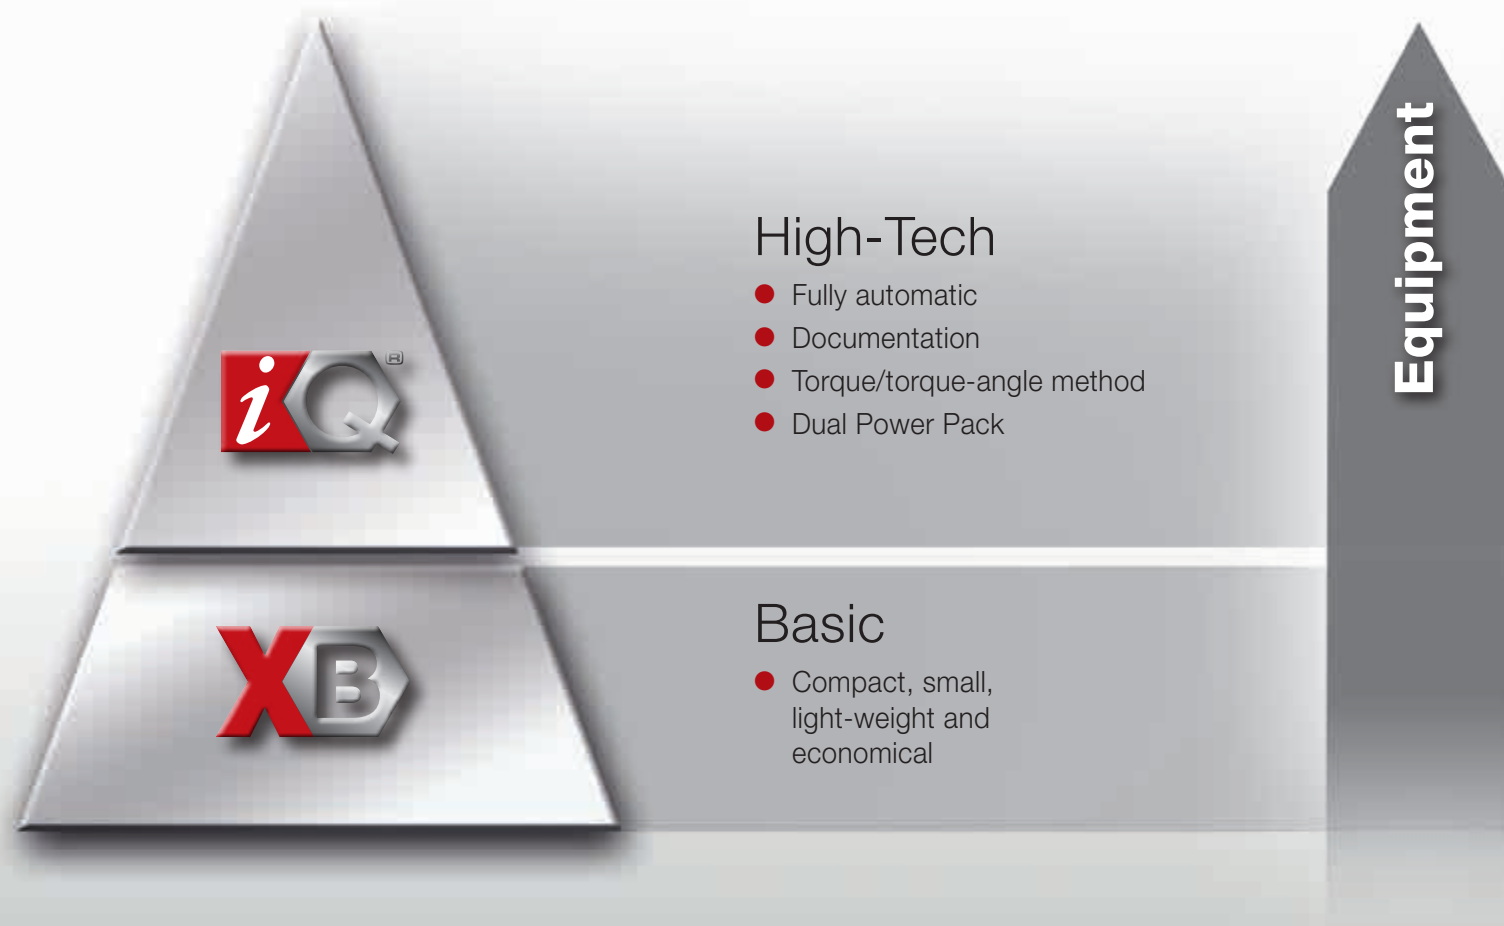 High-Tech
Fully automatic
Documentation
Torque/torque-angle method
Dual Power Pack
iQ®
Basic
Compact, small,
light-weight and
economical
XB
Equipment